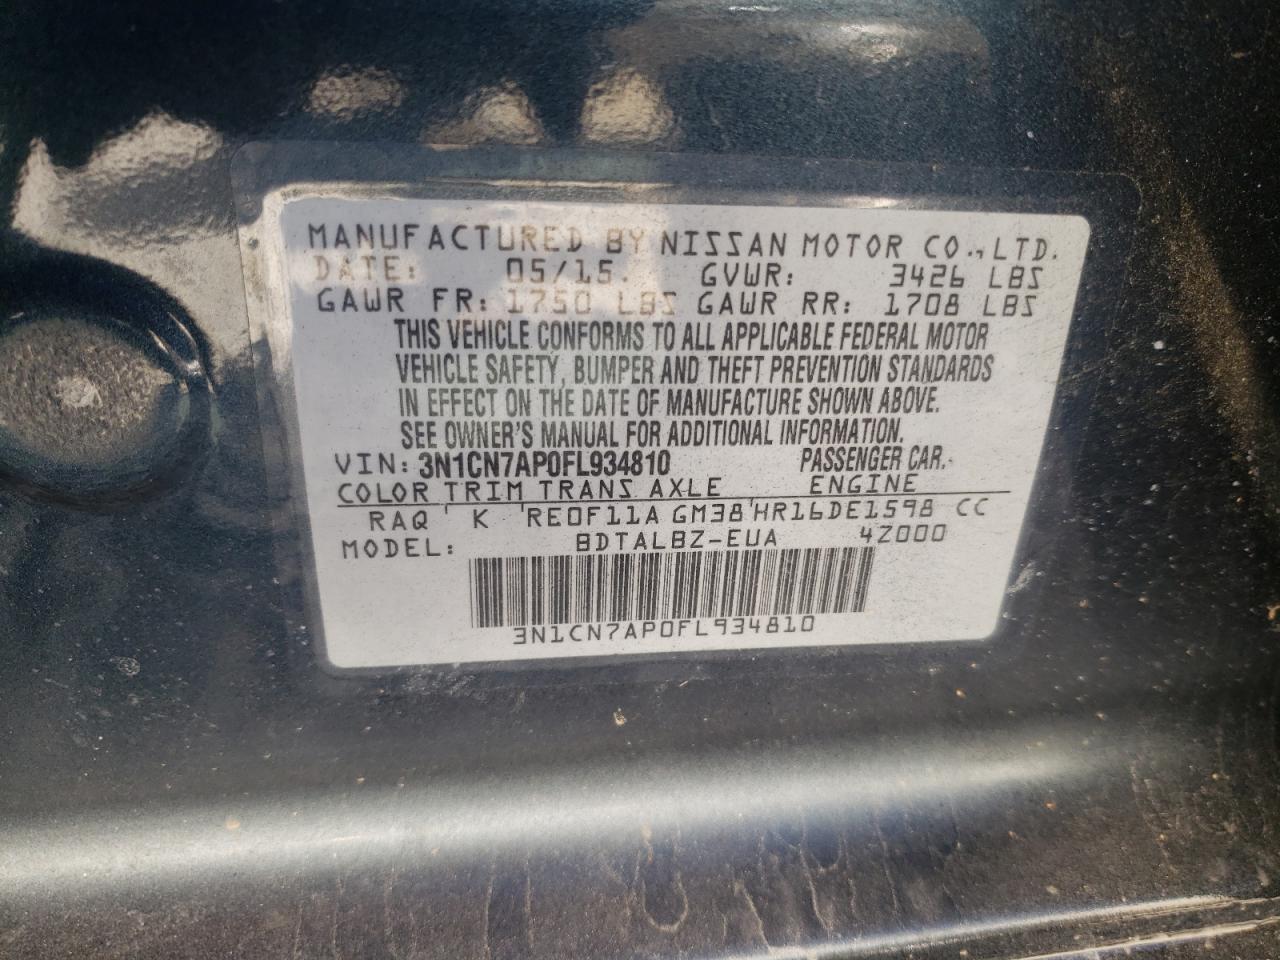 MANUFACTURED BY NISSAN MOTOR CO.,LTD.
DATE: 05/15. GVWR: 3426 LBS
GAWR FR: 1750 LBS GAWR RR: 1708 LBS
THIS VEHICLE CONFORMS TO ALL APPLICABLE FEDERAL MOTOR
VEHICLE SAFETY, BUMPER AND THEFT PREVENTION STANDARDS
IN EFFECT ON THE DATE OF MANUFACTURE SHOWN ABOVE.
SEE OWNER'S MANUAL FOR ADDITIONAL INFORMATION.
VIN: 3N1CN7AP0FL934810 PASSENGER CAR.
COLOR TRIM TRANS AXLE ENGINE
RAQ K RE0F11A GM38 HR16DE1598 CC
MODEL: BDTALBZ-EUA 4Z000
3N1CN7AP0FL934810